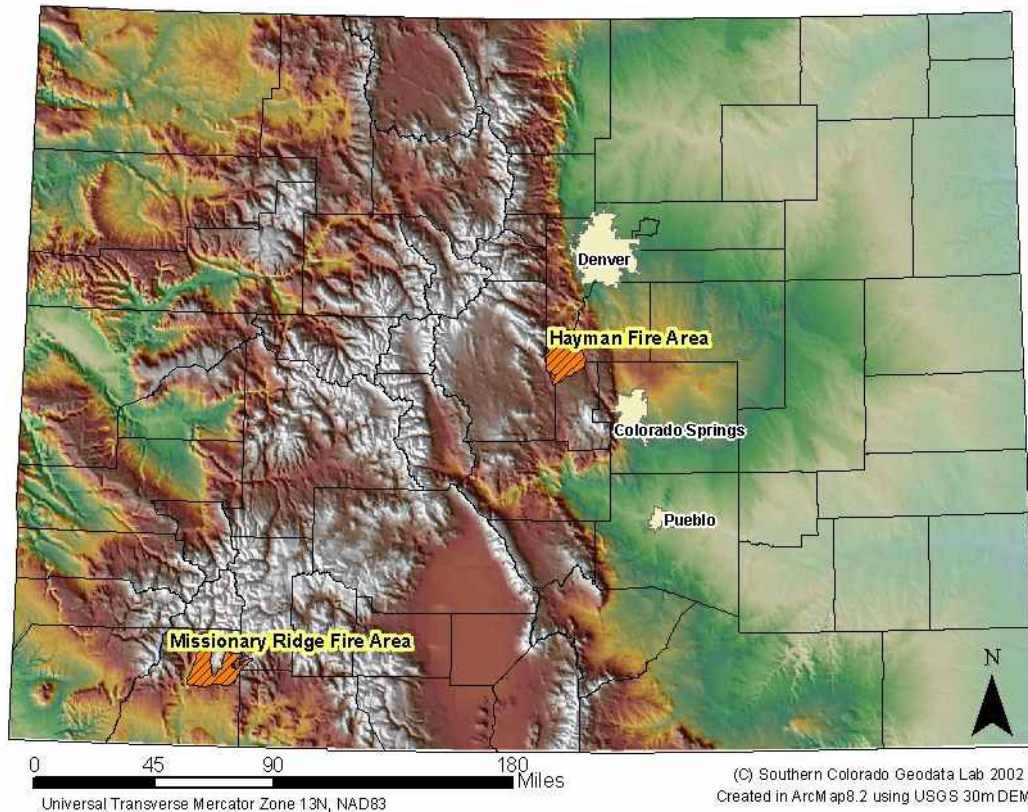 Denver
Hayman Fire Area
Colorado Springs
Pueblo
Missionary Ridge Fire Area
N
0 45 90 180
Miles
Universal Transverse Mercator Zone 13N, NAD83
(C) Southern Colorado Geodata Lab 2002
Created in ArcMap8.2 using USGS 30m DEM